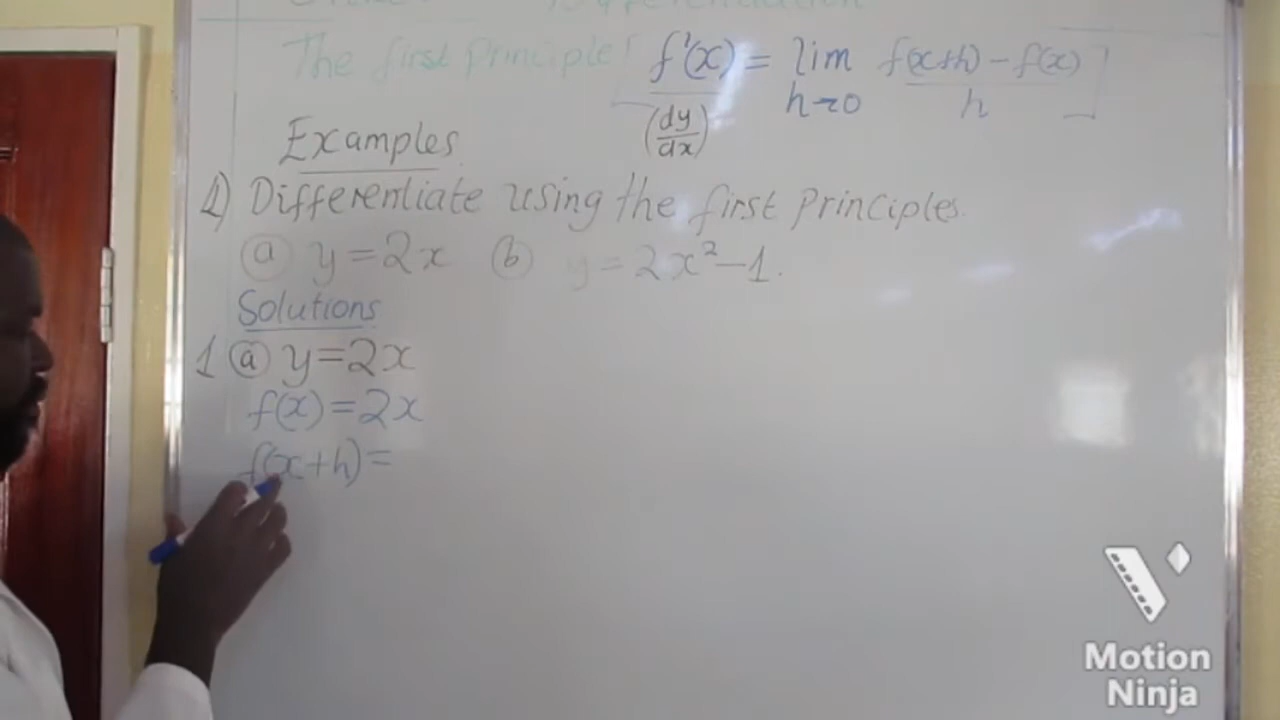 The first principle! f'(x) = lim h→0 f(x+h) - f(x) / h
(dy/dx)
Examples
1) Differentiate using the first principles.
(a) y = 2x (b) y = 2x² - 1.
Solutions
1 (a) y = 2x
f(x) = 2x
f(x+h) =
Motion
Ninja